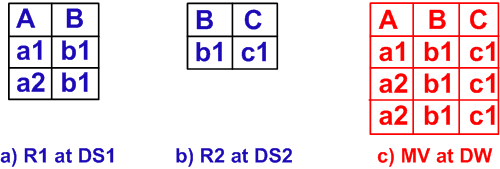 A B
a1 b1
a2 b1
a) R1 at DS1
B C
b1 c1
b) R2 at DS2
A B C
a1 b1 c1
a2 b1 c1
a2 b1 c1
c) MV at DW